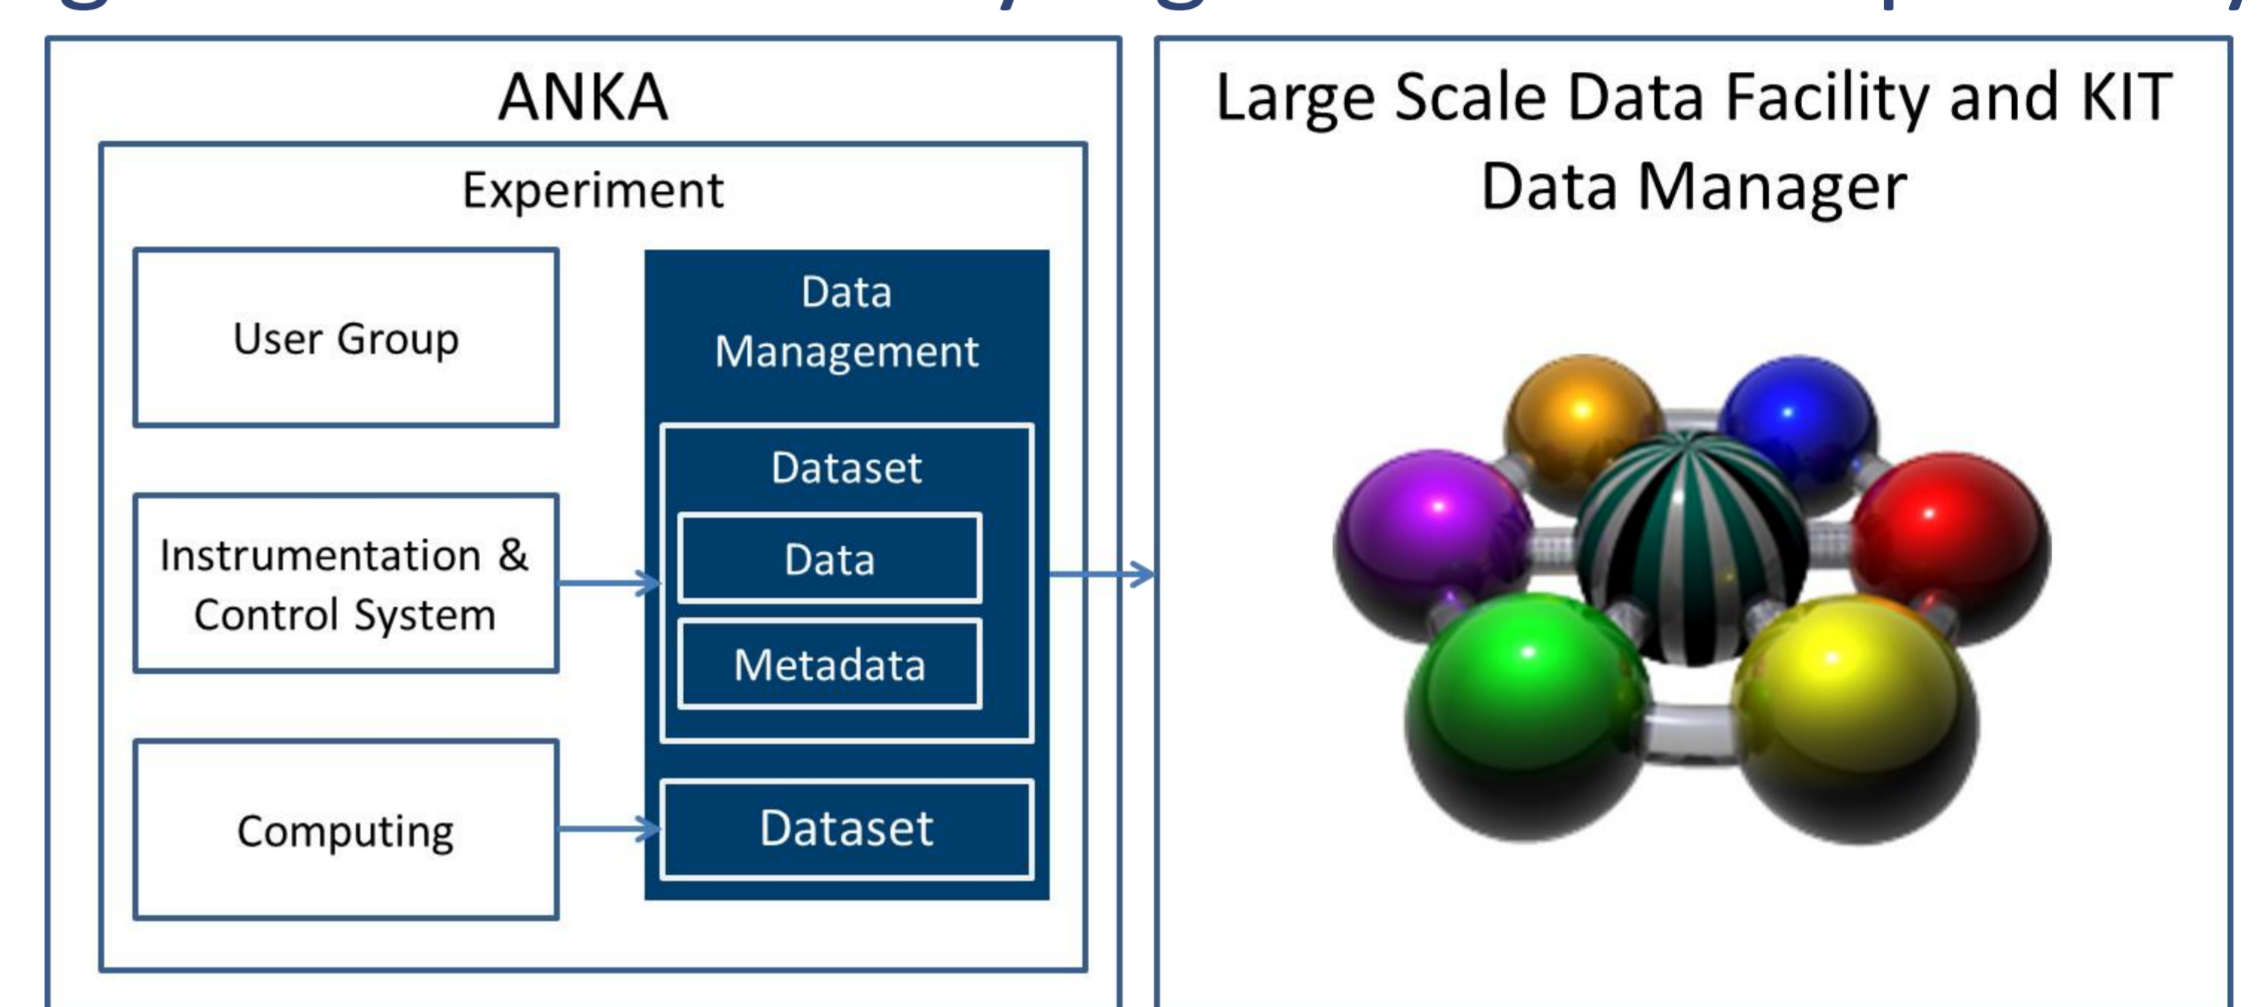 ANKA
Experiment
User Group
Instrumentation &
Control System
Computing
Data
Management
Dataset
Data
Metadata
Dataset
Large Scale Data Facility and KIT
Data Manager